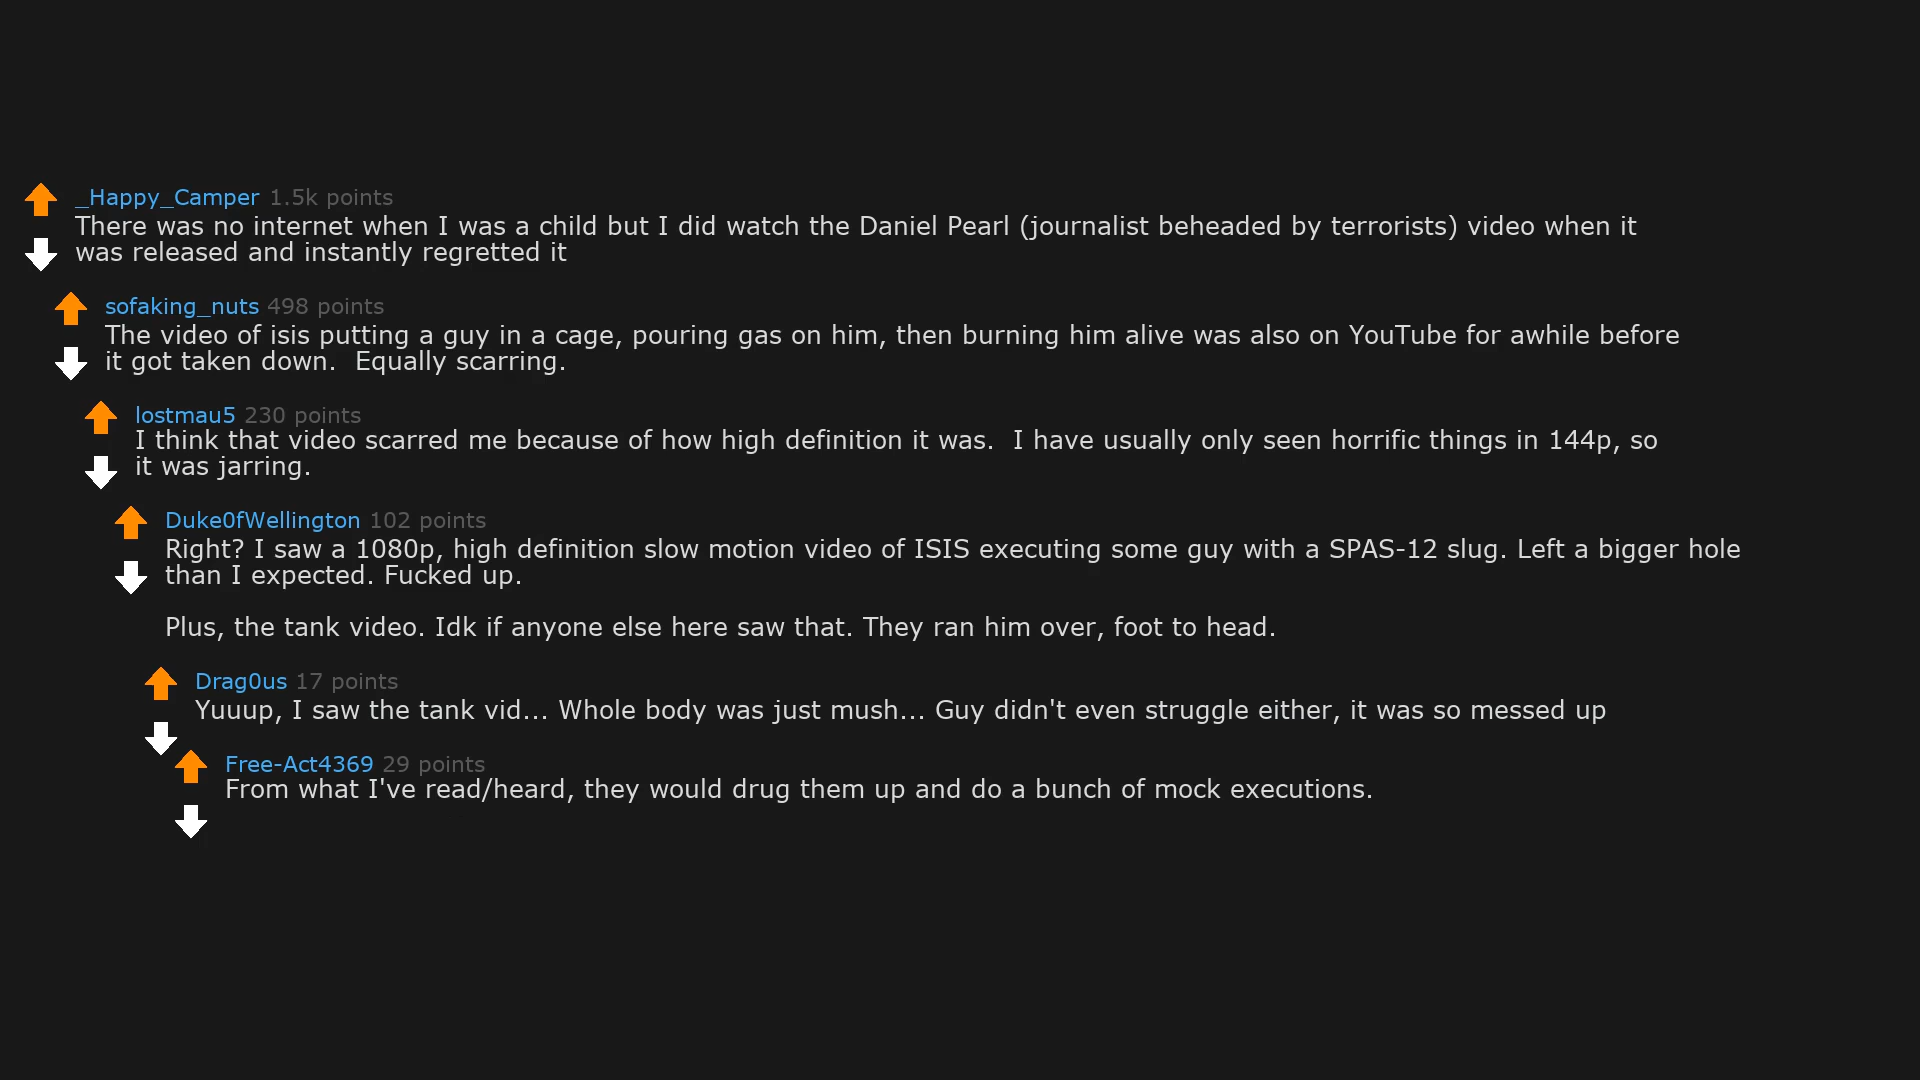 _Happy_Camper 1.5k points
There was no internet when I was a child but I did watch the Daniel Pearl (journalist beheaded by terrorists) video when it
was released and instantly regretted it
sofaking_nuts 498 points
The video of isis putting a guy in a cage, pouring gas on him, then burning him alive was also on YouTube for awhile before
it got taken down.  Equally scarring.
lostmau5 230 points
I think that video scarred me because of how high definition it was.  I have usually only seen horrific things in 144p, so
it was jarring.
Duke0fWellington 102 points
Right? I saw a 1080p, high definition slow motion video of ISIS executing some guy with a SPAS-12 slug. Left a bigger hole
than I expected. Fucked up.
Plus, the tank video. Idk if anyone else here saw that. They ran him over, foot to head.
Drag0us 17 points
Yuuup, I saw the tank vid... Whole body was just mush... Guy didn't even struggle either, it was so messed up
Free-Act4369 29 points
From what I've read/heard, they would drug them up and do a bunch of mock executions.